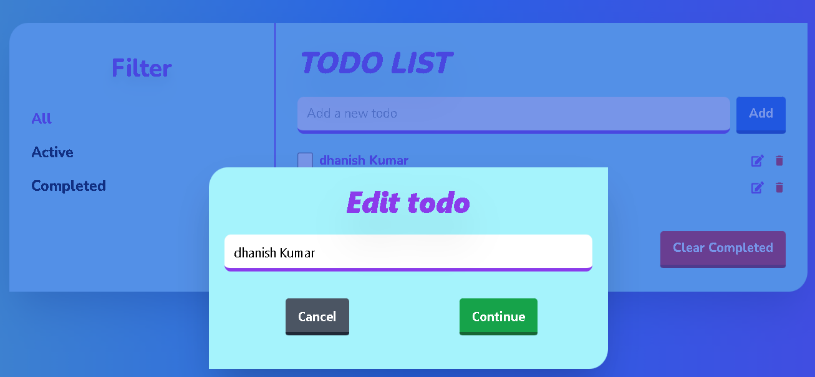 Filter
All
Active
Completed
TODO LIST
Add a new todo
Add
dhanish Kumar
Clear Completed
Edit todo
dhanish Kumar
Cancel
Continue